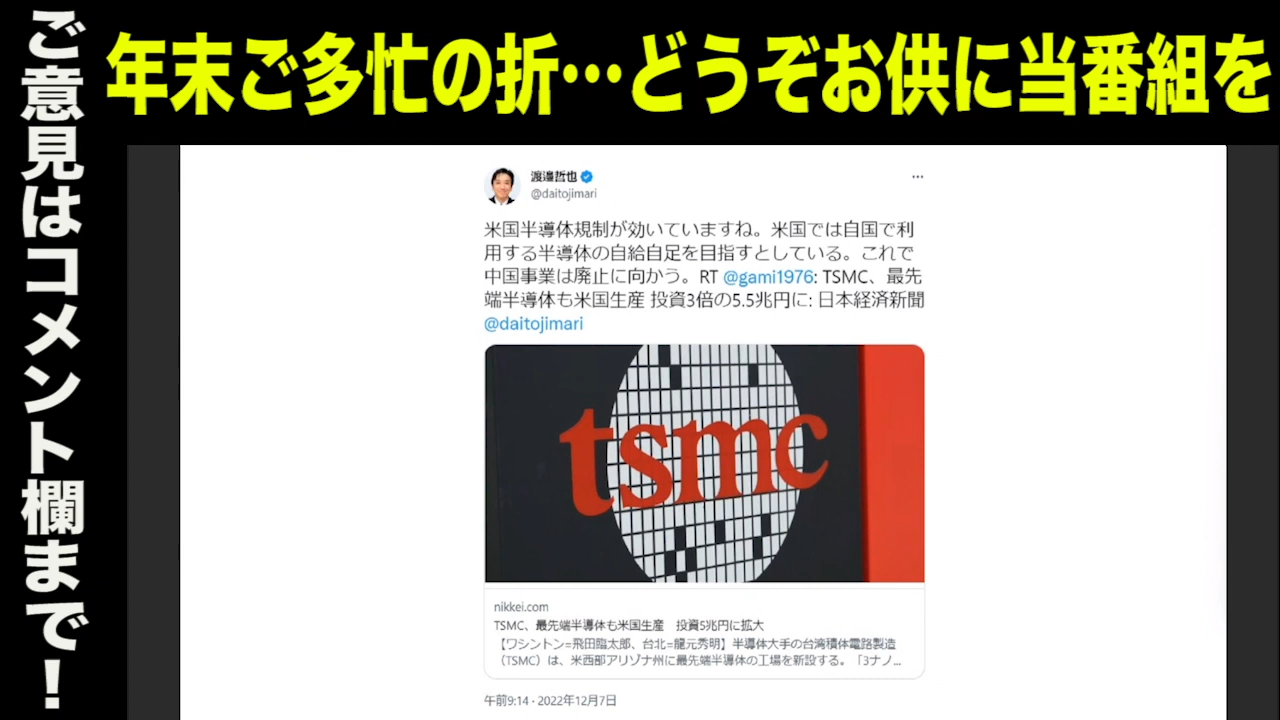 年末ご多忙の折…どうぞお供に当番組を
ご意見はコメント欄まで！
渡邉哲也
@daitojimari
…
米国半導体規制が効いていますね。米国では自国で利
用する半導体の自給自足を目指すとしている。これで
中国事業は廃止に向かう。RT @gami1976: TSMC、最先
端半導体も米国生産 投資3倍の5.5兆円に: 日本経済新聞
@daitojimari
tsmc
nikkei.com
TSMC、最先端半導体も米国生産　投資5兆円に拡大
【ワシントン=飛田臨太郎、台北=龍元秀明】半導体大手の台湾積体電路製造
（TSMC）は、米西部アリゾナ州に最先端半導体の工場を新設する。「3ナノ...
午前9:14 · 2022年12月7日